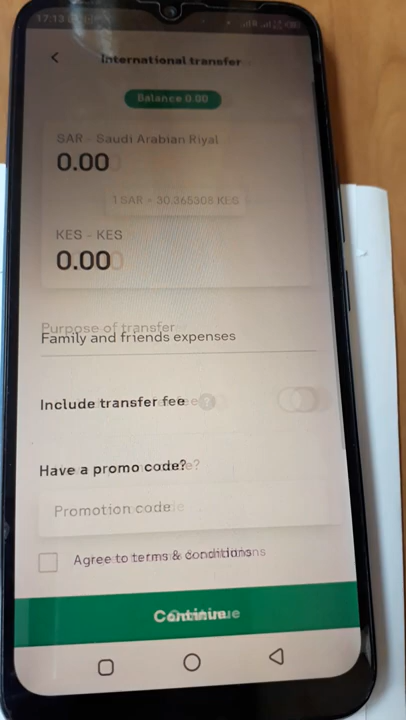 17.13
International transfer
Balance 0.00
SAR - Saudi Arabian Riyal
0.00
1 SAR = 30.365308 KES
KES - KES
0.00
Purpose of transfer
Family and friends expenses
Include transfer fee ?
Have a promo code?
Promotion code
Agree to terms & conditions
Continue